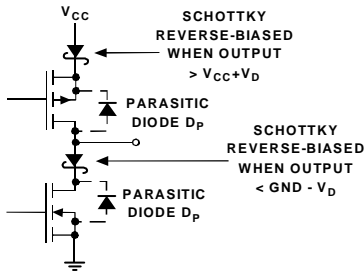 V_CC
SCHOTTKY
REVERSE-BIASED
WHEN OUTPUT
> V_CC+V_D
PARASITIC
DIODE D_P
SCHOTTKY
REVERSE-BIASED
WHEN OUTPUT
< GND - V_D
PARASITIC
DIODE D_P